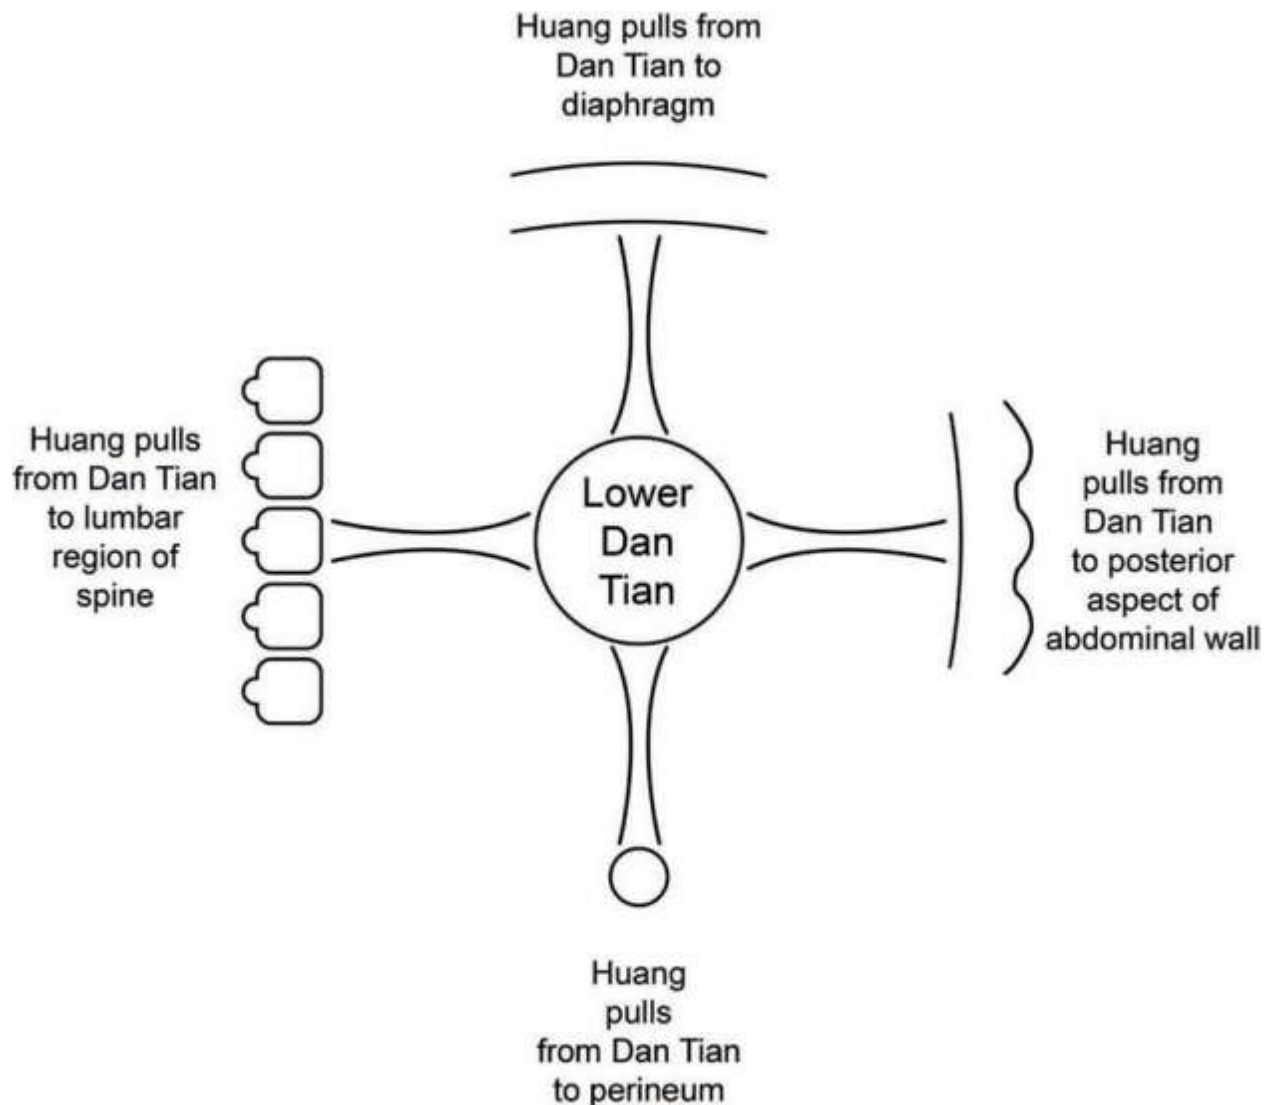 Huang pulls from
Dan Tian to
diaphragm
Huang pulls
from Dan Tian
to lumbar
region of
spine
Lower
Dan
Tian
Huang
pulls from
Dan Tian
to posterior
aspect of
abdominal wall
Huang
pulls
from Dan Tian
to perineum